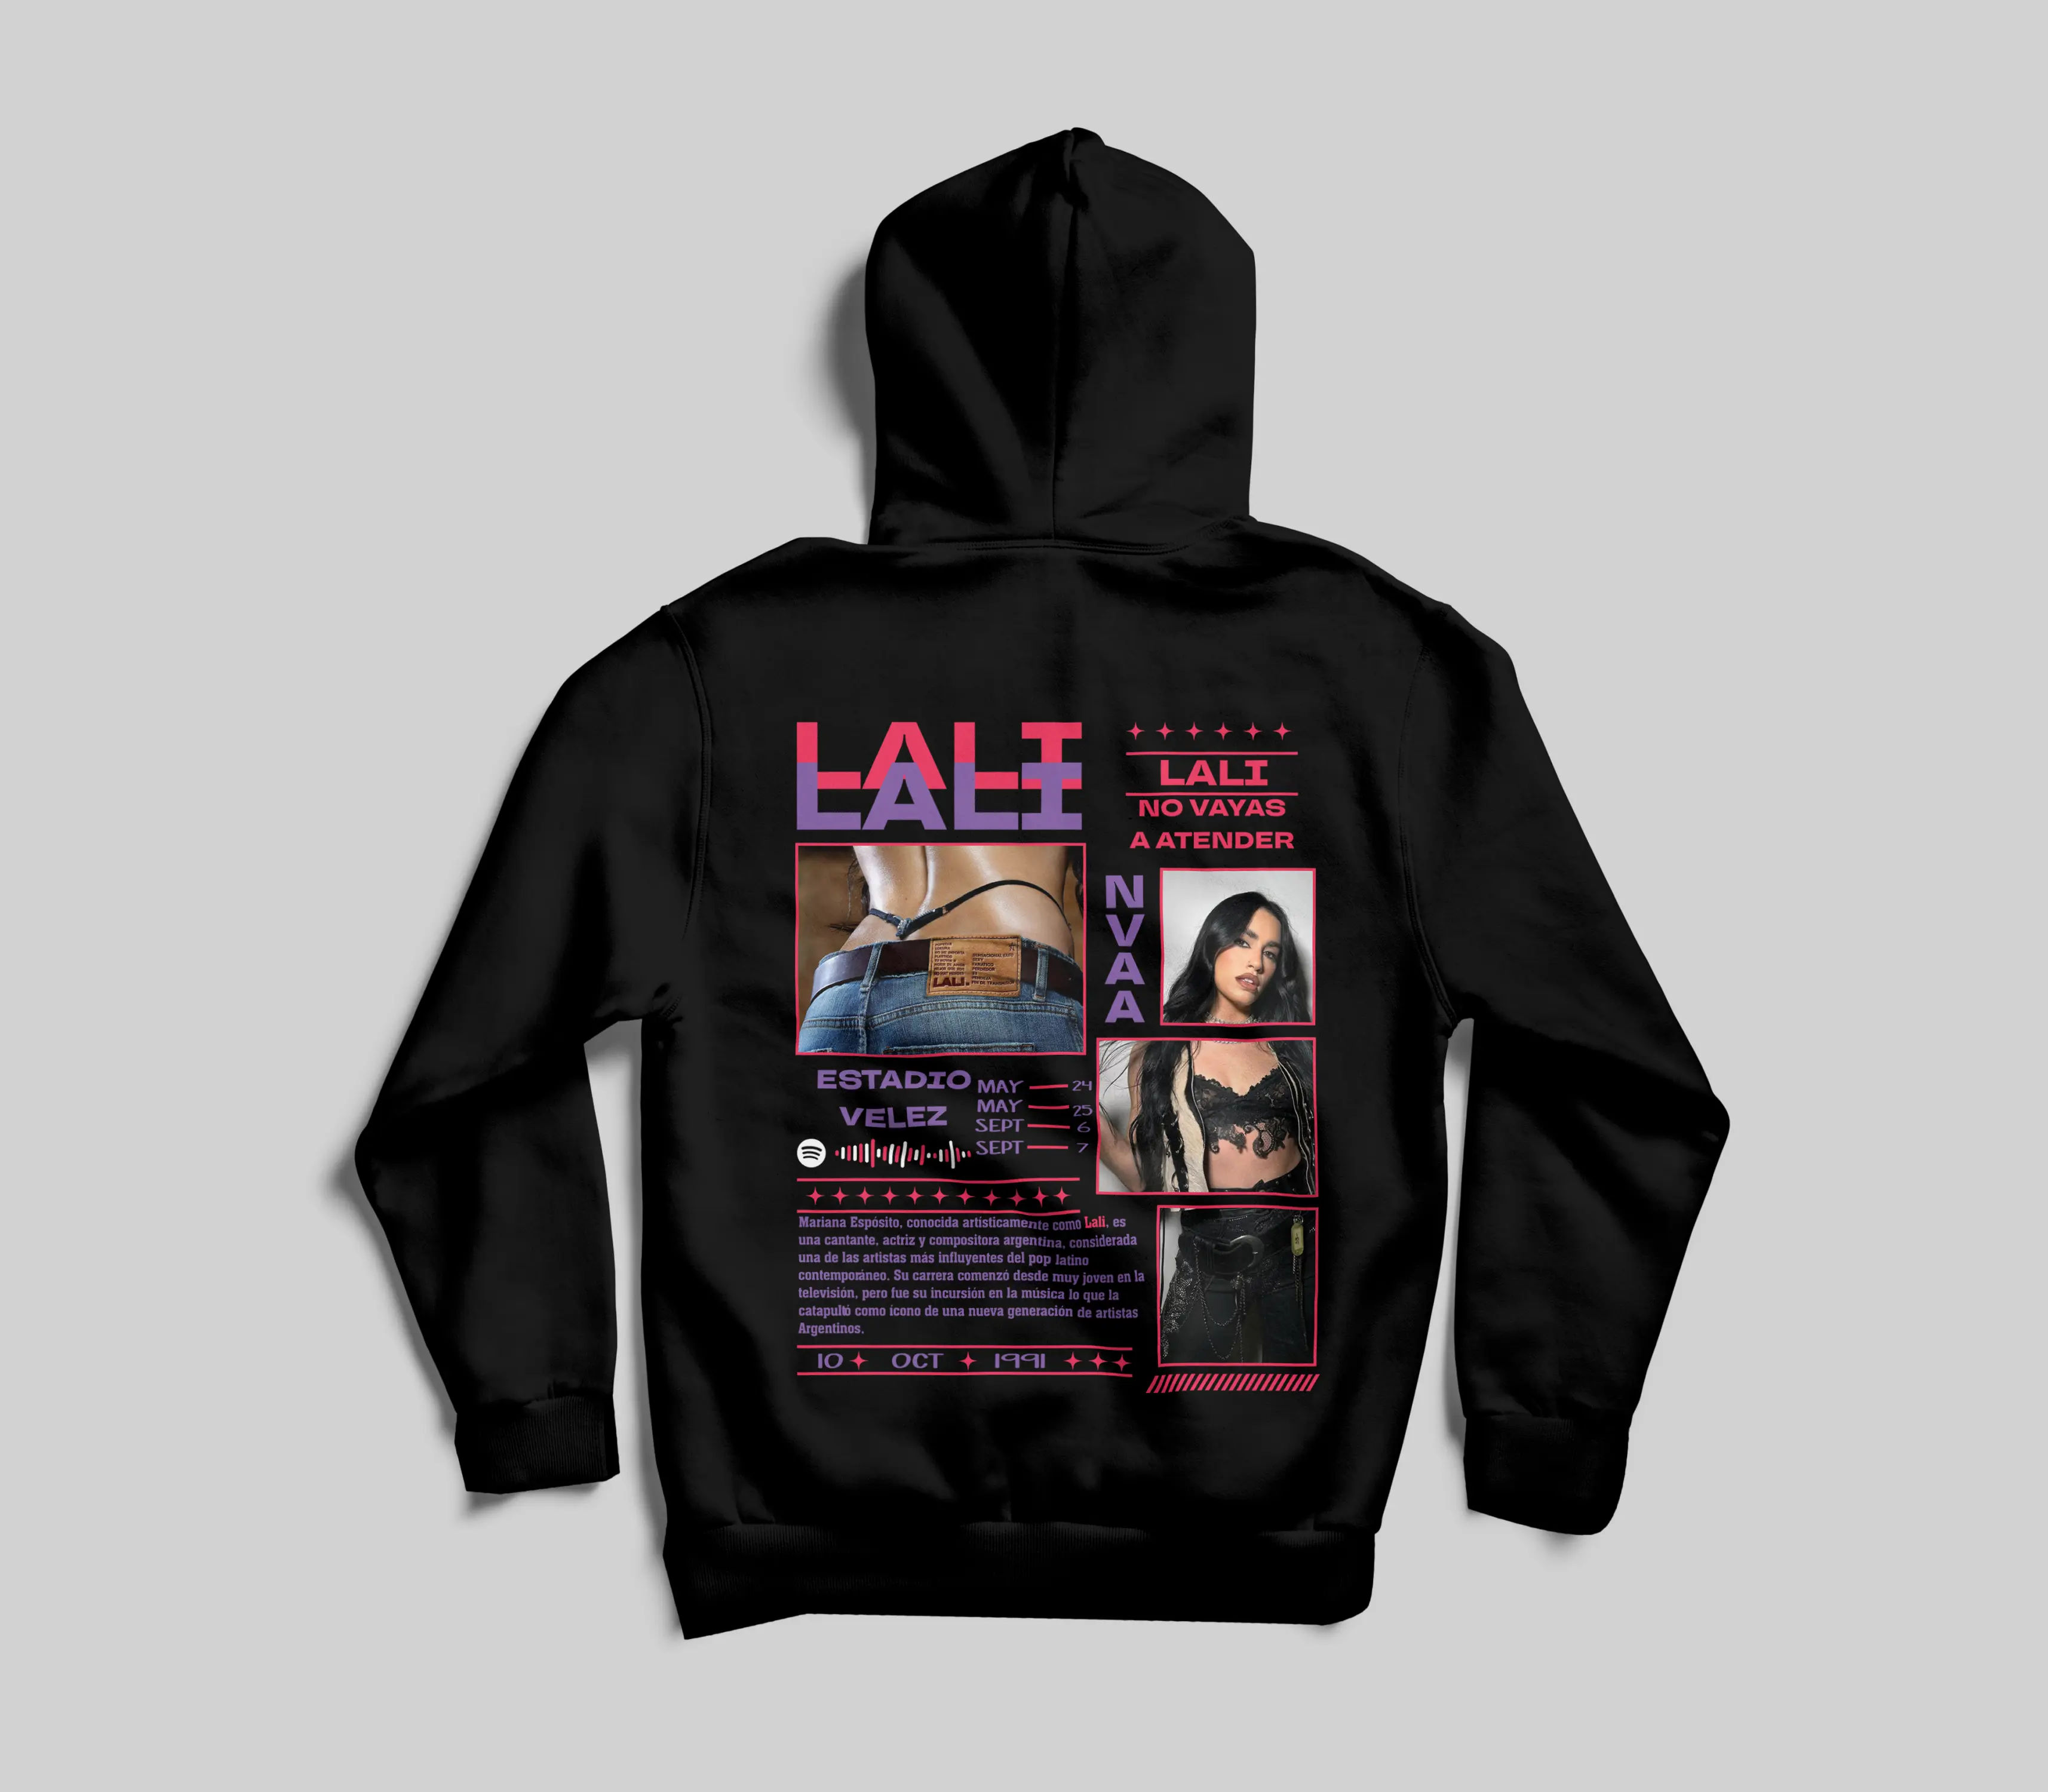 LALI
LALI
LALI
NO VAYAS
A ATENDER
N
V
A
A
LALI.
ESTADIO
VELEZ
MAY 24
MAY 25
SEPT 6
SEPT 7
Mariana Espósito, conocida artísticamente como Lali, es
una cantante, actriz y compositora argentina, considerada
una de las artistas más influyentes del pop latino
contemporáneo. Su carrera comenzó desde muy joven en la
televisión, pero fue su incursión en la música lo que la
catapultó como ícono de una nueva generación de artistas
Argentinos.
10 OCT 1991